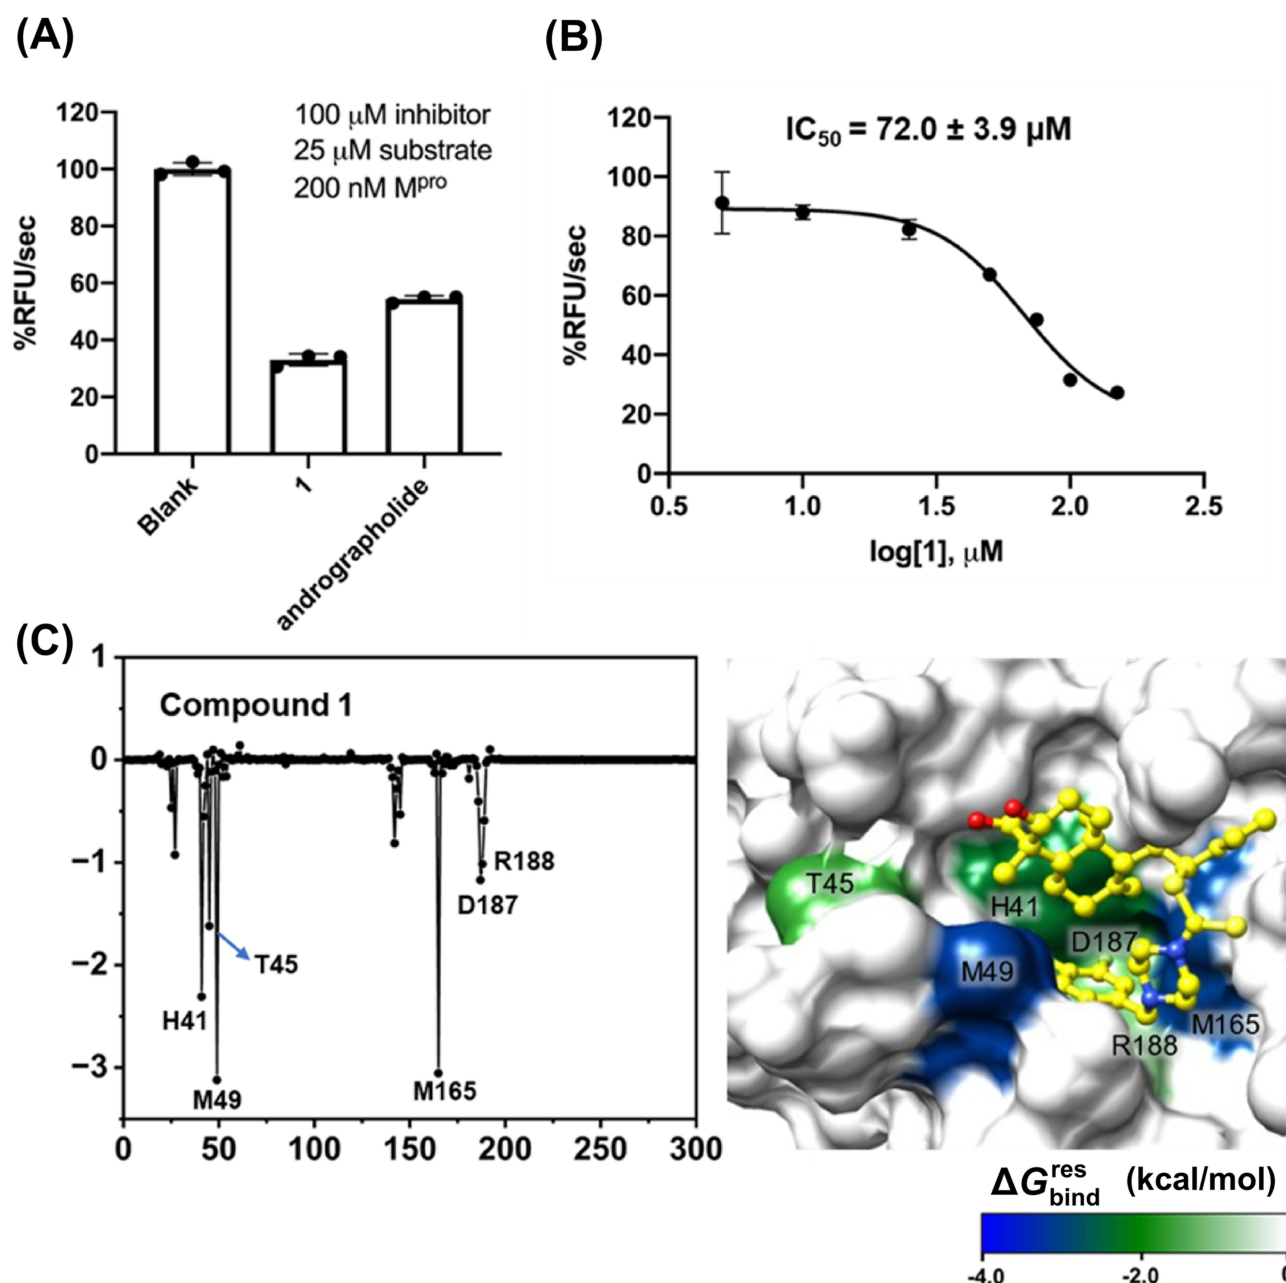 (A)
120
100
80
60
40
20
0
%RFU/sec
100 μM inhibitor
25 μM substrate
200 nM Mpro
Blank
1
andrographolide
(B)
120
100
80
60
40
20
0
%RFU/sec
IC50 = 72.0 ± 3.9 μM
0.5 1.0 1.5 2.0 2.5
log[1], μM
(C)
1
0
−1
−2
−3
Compound 1
R188
D187
T45
H41
M49
M165
0 50 100 150 200 250 300
T45
H41
D187
M49
M165
R188
ΔGresbind (kcal/mol)
-4.0 -2.0